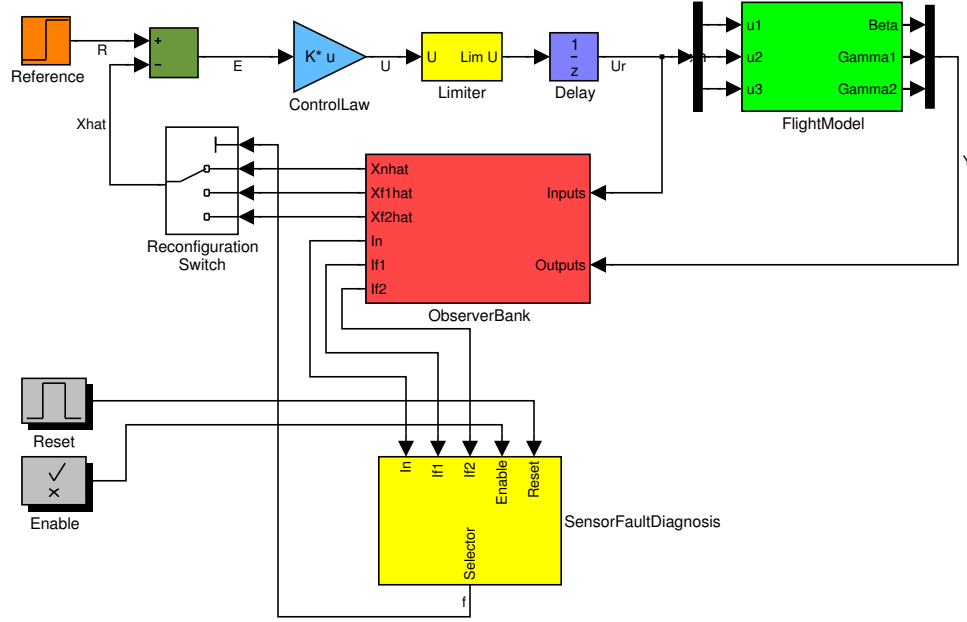 Reference
R
+
−
E
K* u
ControlLaw
U
U
Lim U
Limiter
1
z
Delay
Ur
u1
u2
u3
Beta
Gamma1
Gamma2
FlightModel
Y
Xhat
Reconfiguration
Switch
Xnhat
Xf1hat
Xf2hat
In
If1
If2
Inputs
Outputs
ObserverBank
Reset
Enable
In
If1
If2
Enable
Reset
Selector
SensorFaultDiagnosis
f